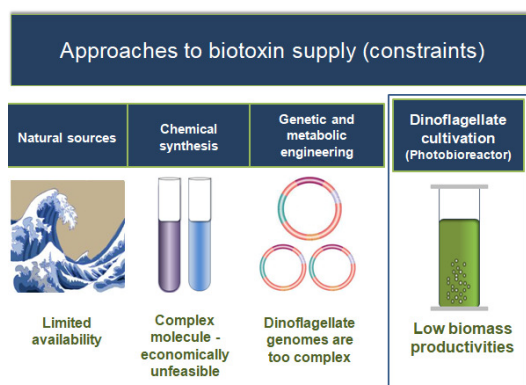 Approaches to biotoxin supply (constraints)
Natural sources
Chemical
synthesis
Genetic and
metabolic
engineering
Dinoflagellate
cultivation
(Photobioreactor)
Limited
availability
Complex
molecule -
economically
unfeasible
Dinoflagellate
genomes are
too complex
Low biomass
productivities